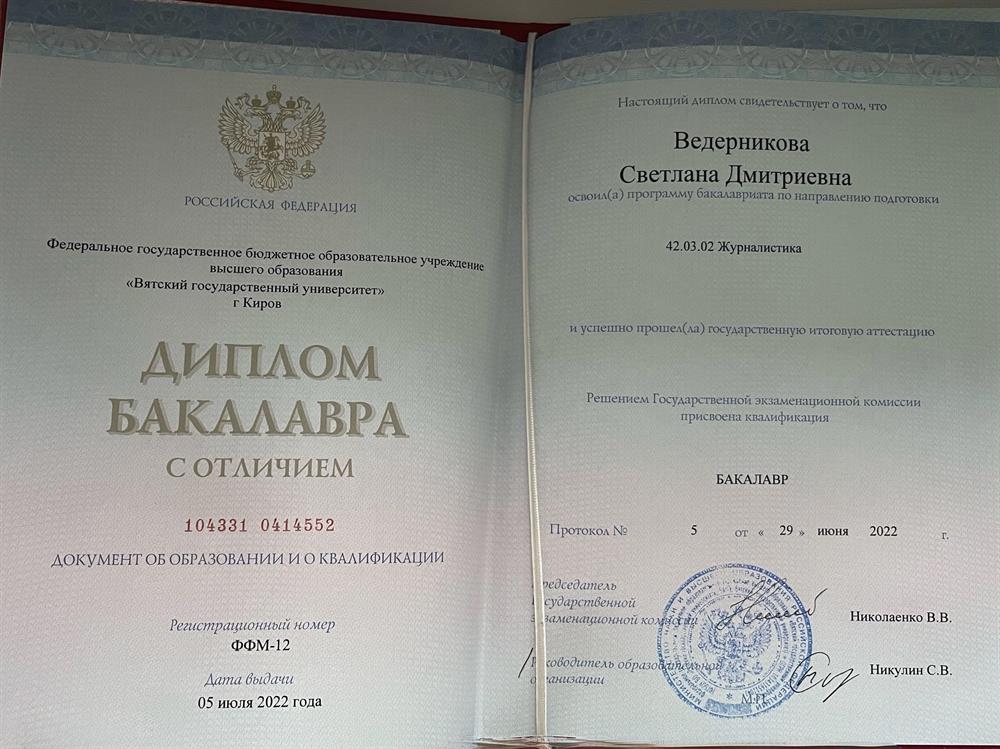 РОССИЙСКАЯ ФЕДЕРАЦИЯ
Федеральное государственное бюджетное образовательное учреждение
высшего образования
«Вятский государственный университет»
г Киров
ДИПЛОМ
БАКАЛАВРА
С ОТЛИЧИЕМ
104331 0414552
ДОКУМЕНТ ОБ ОБРАЗОВАНИИ И О КВАЛИФИКАЦИИ
Регистрационный номер
ФФМ-12
Дата выдачи
05 июля 2022 года
Настоящий диплом свидетельствует о том, что
Ведерникова
Светлана Дмитриевна
освоил(а) программу бакалавриата по направлению подготовки
42.03.02 Журналистика
и успешно прошел(ла) государственную итоговую аттестацию
Решением Государственной экзаменационной комиссии
присвоена квалификация
БАКАЛАВР
Протокол № 5 от « 29 » июня 2022 г.
Председатель
Государственной
экзаменационной комиссии
Николаенко В.В.
Руководитель образовательной
организации
Никулин С.В.
М.П.